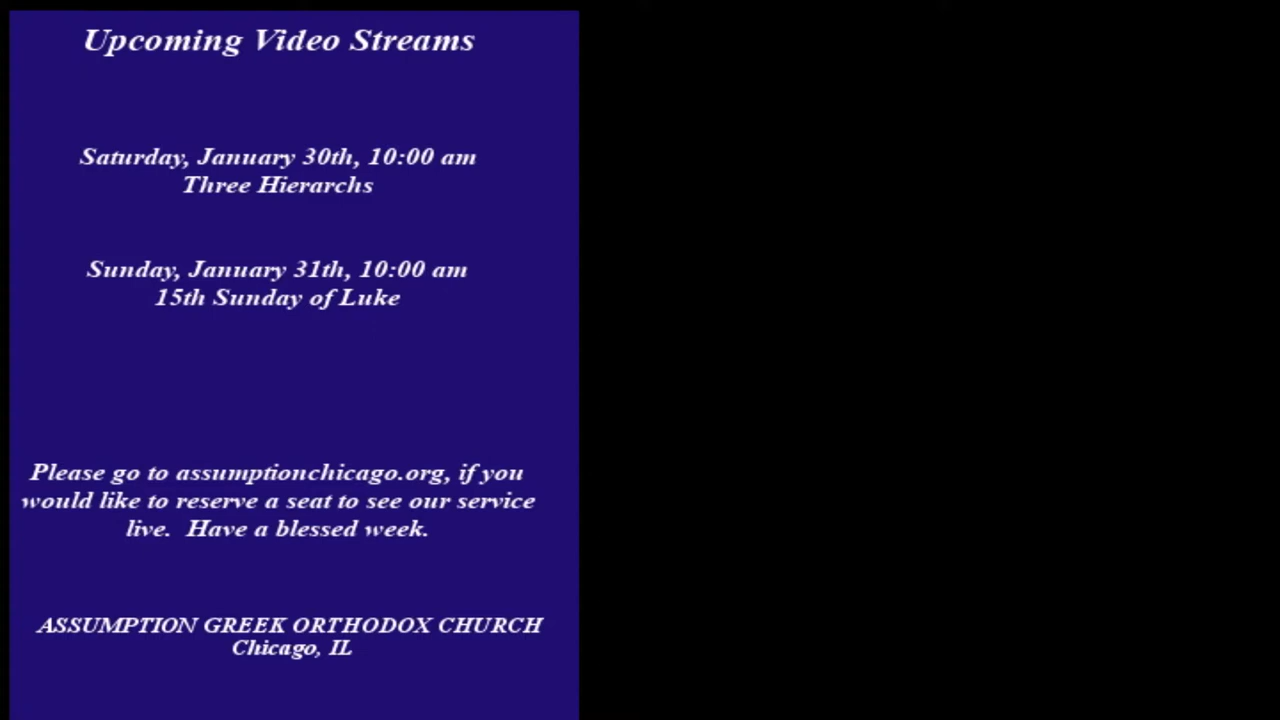 Upcoming Video Streams
Saturday, January 30th, 10:00 am
Three Hierarchs
Sunday, January 31th, 10:00 am
15th Sunday of Luke
Please go to assumptionchicago.org, if you
would like to reserve a seat to see our service
live.  Have a blessed week.
ASSUMPTION GREEK ORTHODOX CHURCH
Chicago, IL